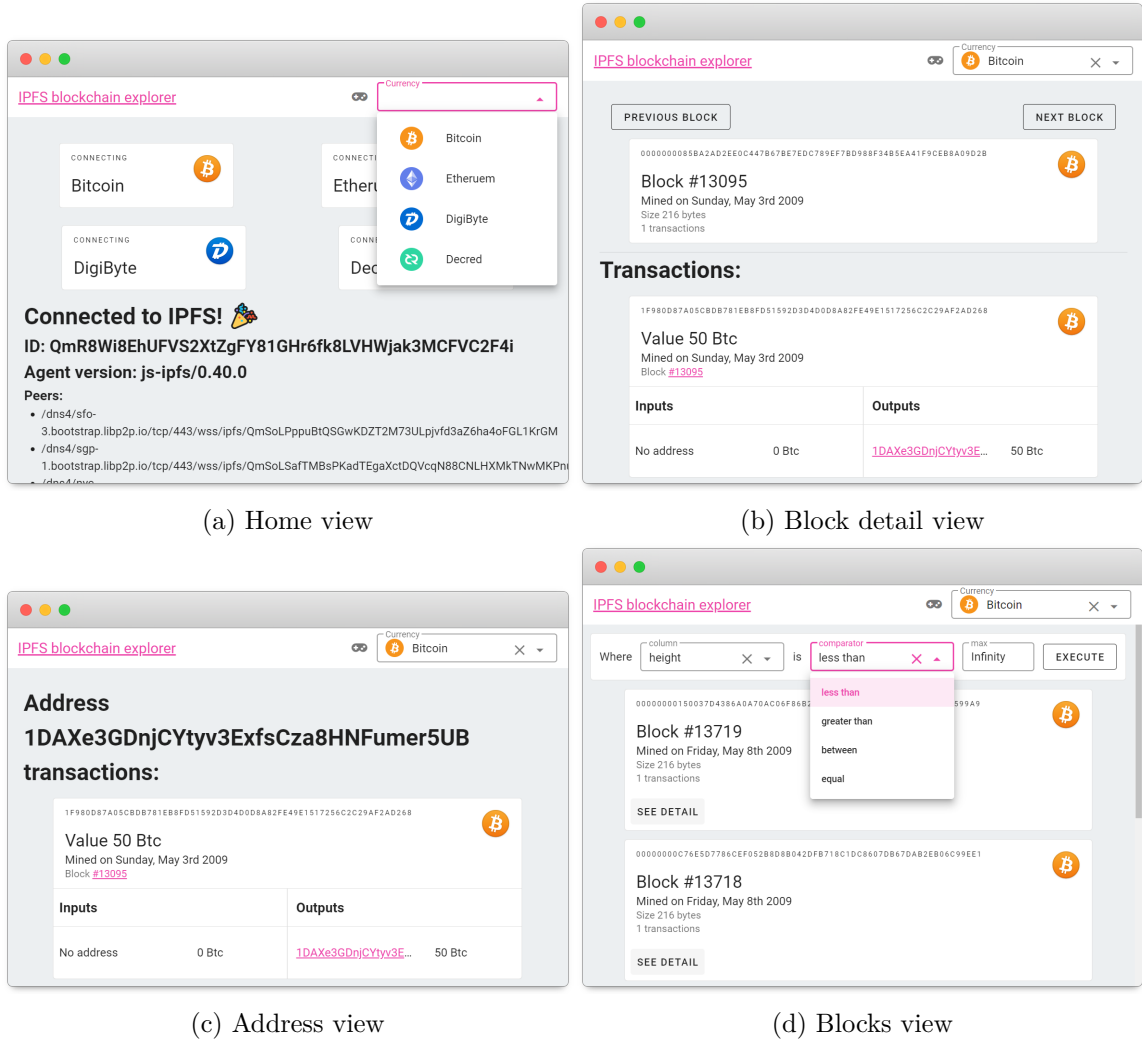 IPFS blockchain explorer
Currency
CONNECTING
Bitcoin
CONNECTI
Etheru
CONNECTING
DigiByte
CONNE
Dec
Bitcoin
Etheruem
DigiByte
Decred
Connected to IPFS! 🎉
ID: QmR8Wi8EhUFVS2XtZgFY81GHr6fk8LVHWjak3MCFVC2F4i
Agent version: js-ipfs/0.40.0
Peers:
• /dns4/sfo-
3.bootstrap.libp2p.io/tcp/443/wss/ipfs/QmSoLPppuBtQSGwKDZT2M73ULpjvfd3aZ6ha4oFGL1KrGM
• /dns4/sgp-
1.bootstrap.libp2p.io/tcp/443/wss/ipfs/QmSoLSafTMBsPKadTEgaXctDQVcqN88CNLHXMkTNwMKPnu
• /dns4/nyc-
(a) Home view
IPFS blockchain explorer
Currency
Bitcoin
PREVIOUS BLOCK
NEXT BLOCK
0000000085BA2AD2EE0C447B67BE7EDC789EF7BD988F34B5EA41F9CEB8A09D2B
Block #13095
Mined on Sunday, May 3rd 2009
Size 216 bytes
1 transactions
Transactions:
1F980D87A05CBDB781EB8FD51592D3D4D0D8A82FE49E1517256C2C29AF2AD268
Value 50 Btc
Mined on Sunday, May 3rd 2009
Block #13095
Inputs Outputs
No address 0 Btc 1DAXe3GDnjCYtyv3E... 50 Btc
(b) Block detail view
IPFS blockchain explorer
Currency
Bitcoin
Address
1DAXe3GDnjCYtyv3ExfsCza8HNFumer5UB
transactions:
1F980D87A05CBDB781EB8FD51592D3D4D0D8A82FE49E1517256C2C29AF2AD268
Value 50 Btc
Mined on Sunday, May 3rd 2009
Block #13095
Inputs Outputs
No address 0 Btc 1DAXe3GDnjCYtyv3E... 50 Btc
(c) Address view
IPFS blockchain explorer
Currency
Bitcoin
column comparator max
Where height is less than Infinity EXECUTE
less than
greater than
between
equal
00000000150037D4386A0A70AC06F86B2 599A9
Block #13719
Mined on Friday, May 8th 2009
Size 216 bytes
1 transactions
SEE DETAIL
00000000C76E5D7786CEF052B8D8B042DFB718C1DC8607DB67DAB2EB06C99EE1
Block #13718
Mined on Friday, May 8th 2009
Size 216 bytes
1 transactions
SEE DETAIL
(d) Blocks view